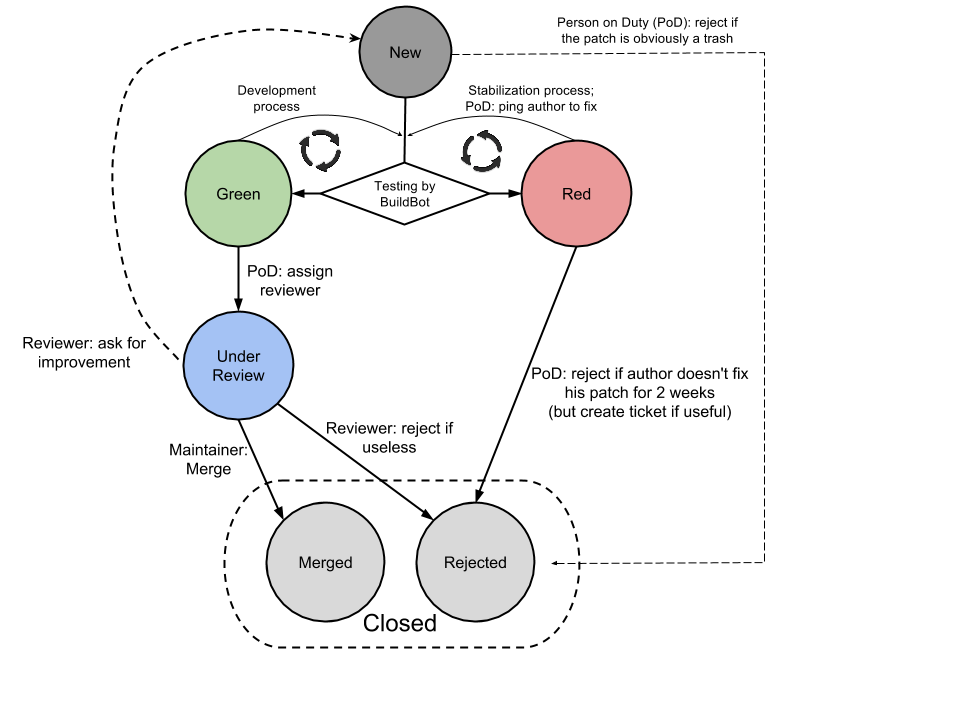 New
Person on Duty (PoD): reject if
the patch is obviously a trash
Development
process
Stabilization process;
PoD: ping author to fix
Green
Testing by
BuildBot
Red
PoD: assign
reviewer
Reviewer: ask for
improvement
Under
Review
PoD: reject if author doesn't fix
his patch for 2 weeks
(but create ticket if useful)
Reviewer: reject if
useless
Maintainer:
Merge
Merged
Rejected
Closed